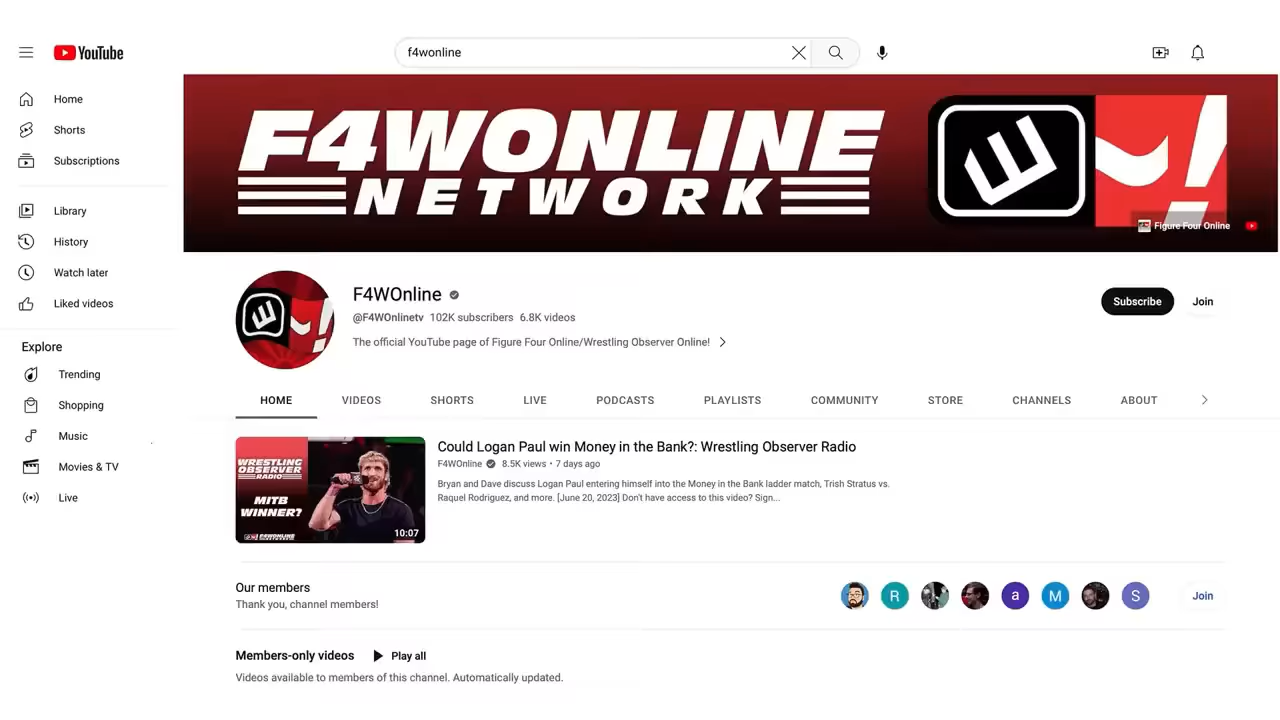 YouTube
f4wonline
Home
Shorts
Subscriptions
Library
History
Watch later
Liked videos
Explore
Trending
Shopping
Music
Movies & TV
Live
F4WONLINE
NETWORK
Figure Four Online
F4WOnline
@F4WOnlinetv 102K subscribers 6.8K videos
The official YouTube page of Figure Four Online/Wrestling Observer Online!
Subscribe
Join
HOME VIDEOS SHORTS LIVE PODCASTS PLAYLISTS COMMUNITY STORE CHANNELS ABOUT
WRESTLING
OBSERVER
RADIO
MITB
WINNER?
F4WONLINE
10:07
Could Logan Paul win Money in the Bank?: Wrestling Observer Radio
F4WOnline 8.5K views • 7 days ago
Bryan and Dave discuss Logan Paul entering himself into the Money in the Bank ladder match, Trish Stratus vs.
Raquel Rodriguez, and more. [June 20, 2023] Don't have access to this video? Sign...
Our members
Thank you, channel members!
R a M S
Join
Members-only videos Play all
Videos available to members of this channel. Automatically updated.